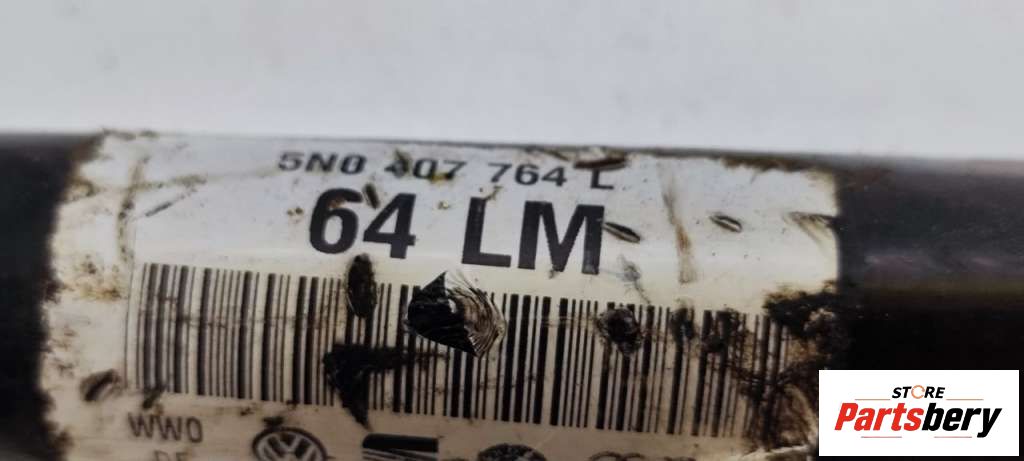 5N0 407 764 L
64 LM
WW0
STORE
Partsbery